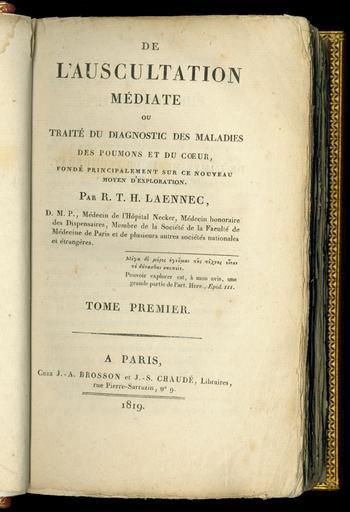 DE
L'AUSCULTATION
MÉDIATE
OU
TRAITÉ DU DIAGNOSTIC DES MALADIES
DES POUMONS ET DU CŒUR,
FONDÉ PRINCIPALEMENT SUR CE NOUVEAU
MOYEN D'EXPLORATION.
PAR R. T. H. LAENNEC,
D. M. P., Médecin de l'Hôpital Necker, Médecin honoraire
des Dispensaires, Membre de la Société de la Faculté de
Médecine de Paris et de plusieurs autres sociétés nationales
et étrangères.
Pouvoir explorer est, à mon avis, une
grande partie de l'art. HIPP., Epid. III.
TOME PREMIER.
A PARIS,
CHEZ J.-A. BROSSON et J.-S. CHAUDÉ, Libraires,
rue Pierre-Sarrazin, nº 9.
1819.